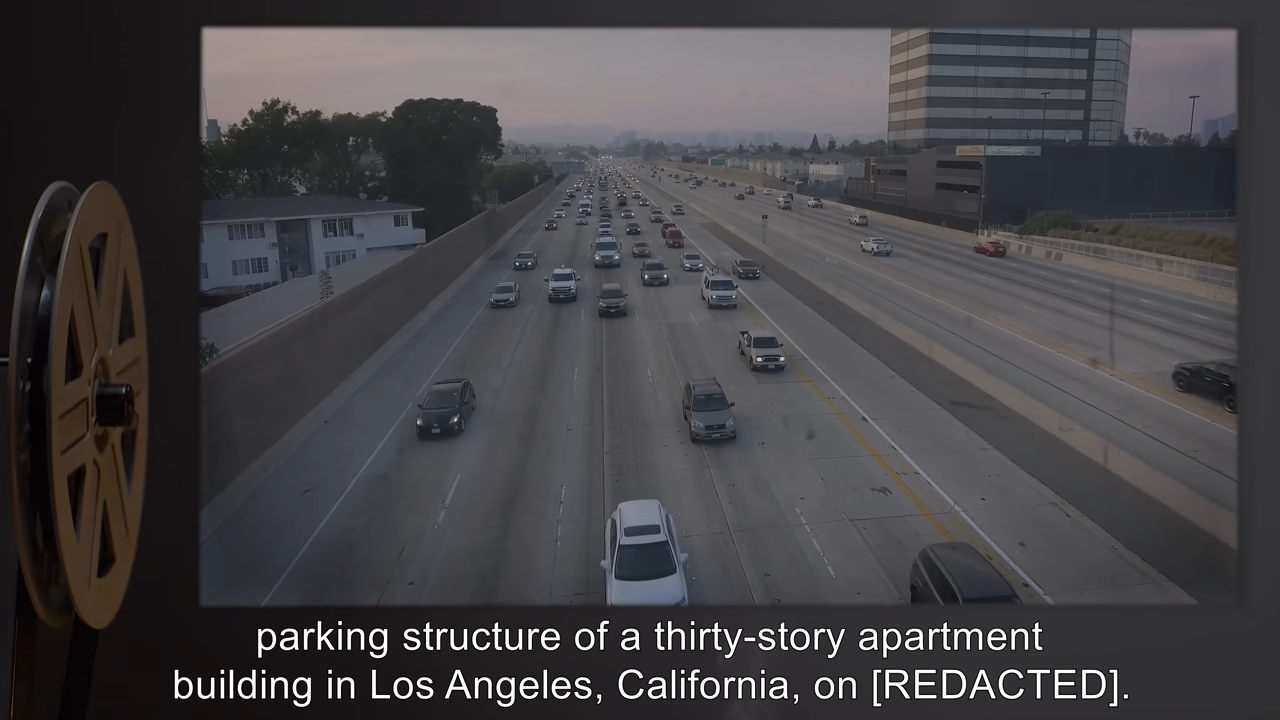 parking structure of a thirty-story apartment
building in Los Angeles, California, on [REDACTED].